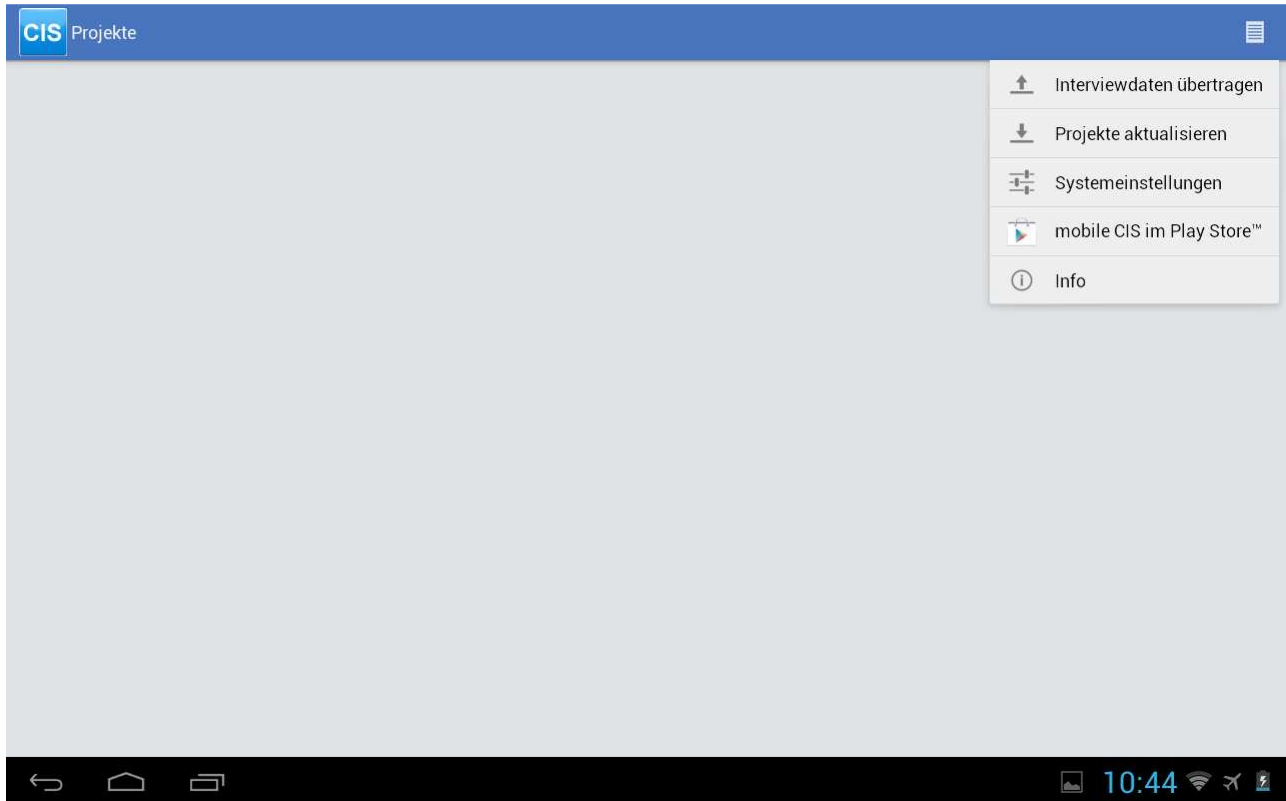 CIS Projekte
Interviewdaten übertragen
Projekte aktualisieren
Systemeinstellungen
mobile CIS im Play Store™
Info
10:44